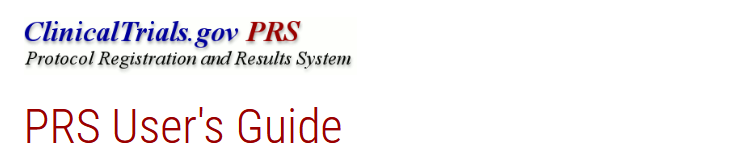 ClinicalTrials.gov PRS
Protocol Registration and Results System
PRS User's Guide